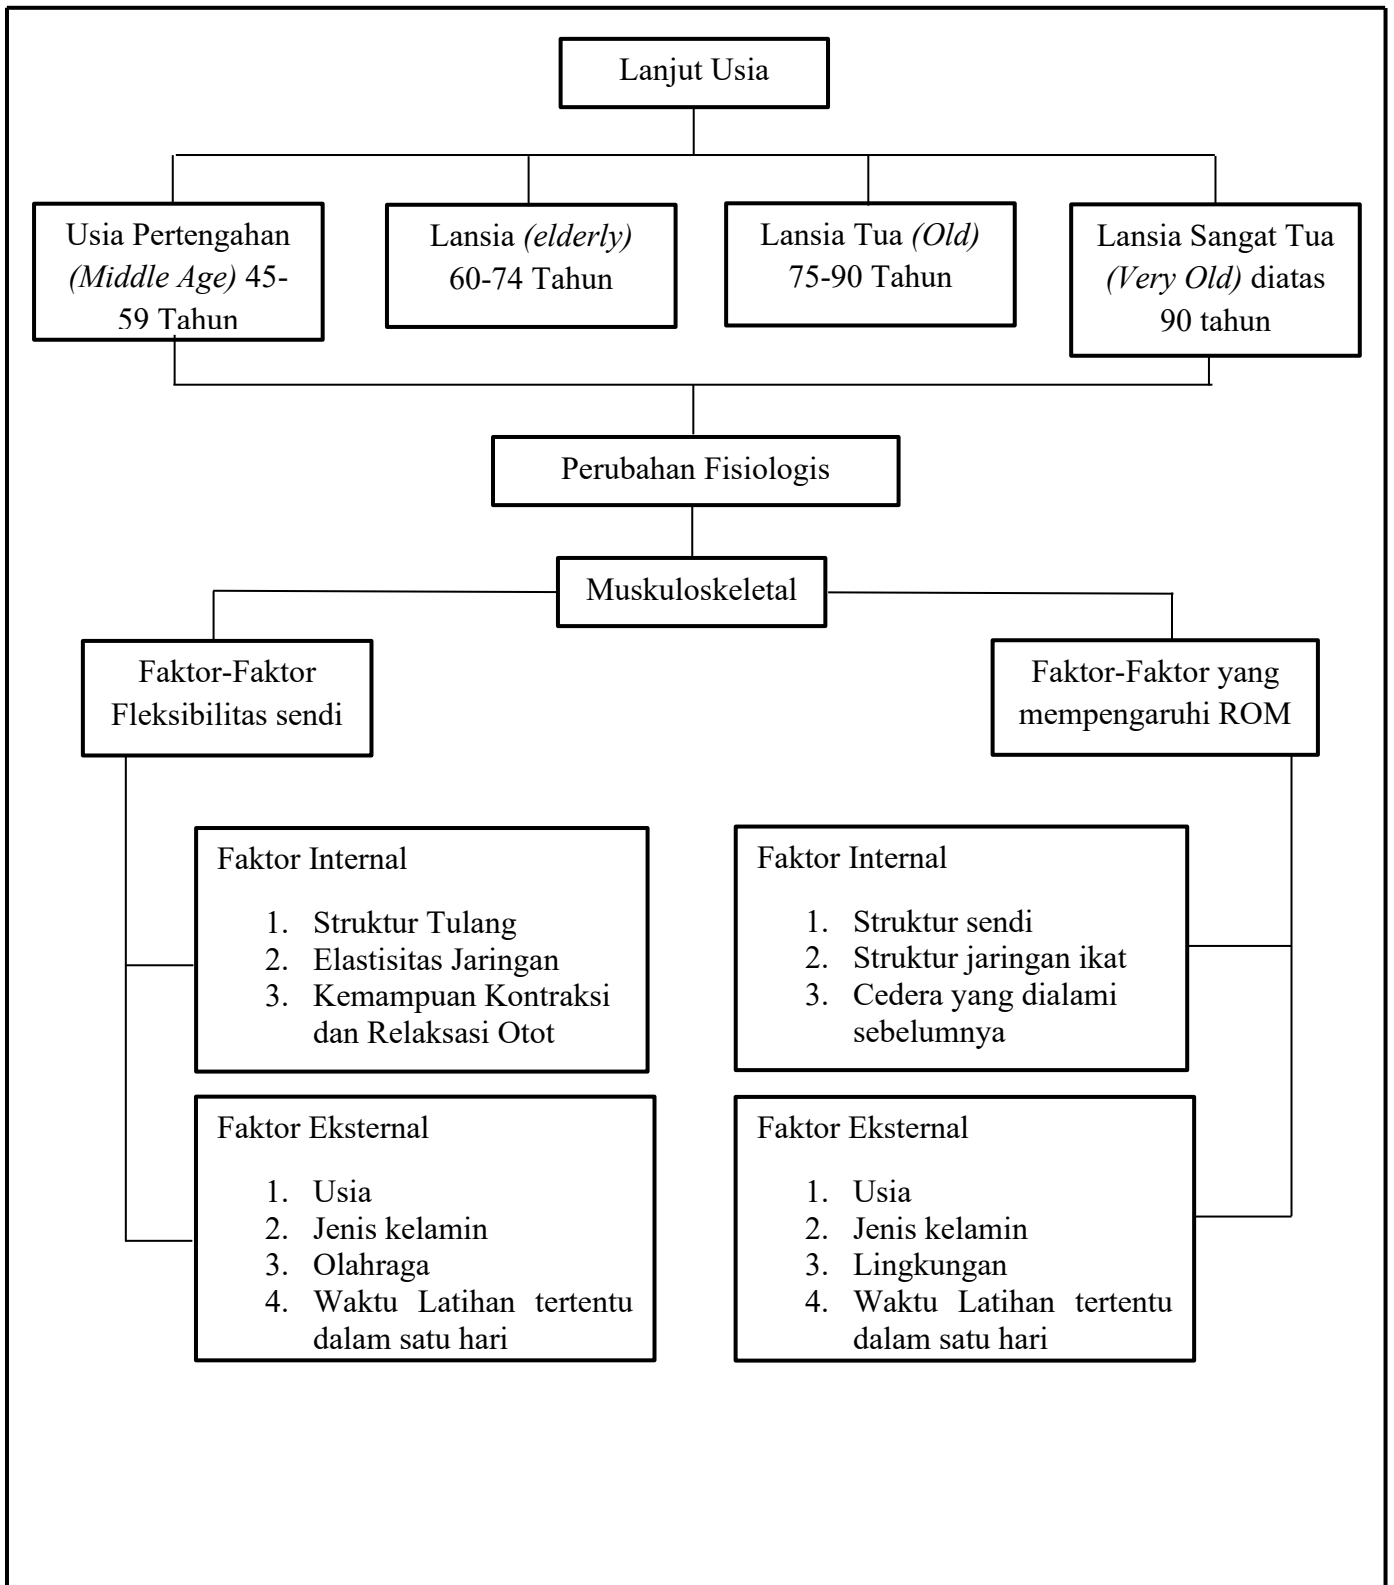 Lanjut Usia
Usia Pertengahan
(Middle Age) 45-
59 Tahun
Lansia (elderly)
60-74 Tahun
Lansia Tua (Old)
75-90 Tahun
Lansia Sangat Tua
(Very Old) diatas
90 tahun
Perubahan Fisiologis
Muskuloskeletal
Faktor-Faktor
Fleksibilitas sendi
Faktor-Faktor yang
mempengaruhi ROM
Faktor Internal
1. Struktur Tulang
2. Elastisitas Jaringan
3. Kemampuan Kontraksi
dan Relaksasi Otot
Faktor Internal
1. Struktur sendi
2. Struktur jaringan ikat
3. Cedera yang dialami
sebelumnya
Faktor Eksternal
1. Usia
2. Jenis kelamin
3. Olahraga
4. Waktu Latihan tertentu
dalam satu hari
Faktor Eksternal
1. Usia
2. Jenis kelamin
3. Lingkungan
4. Waktu Latihan tertentu
dalam satu hari